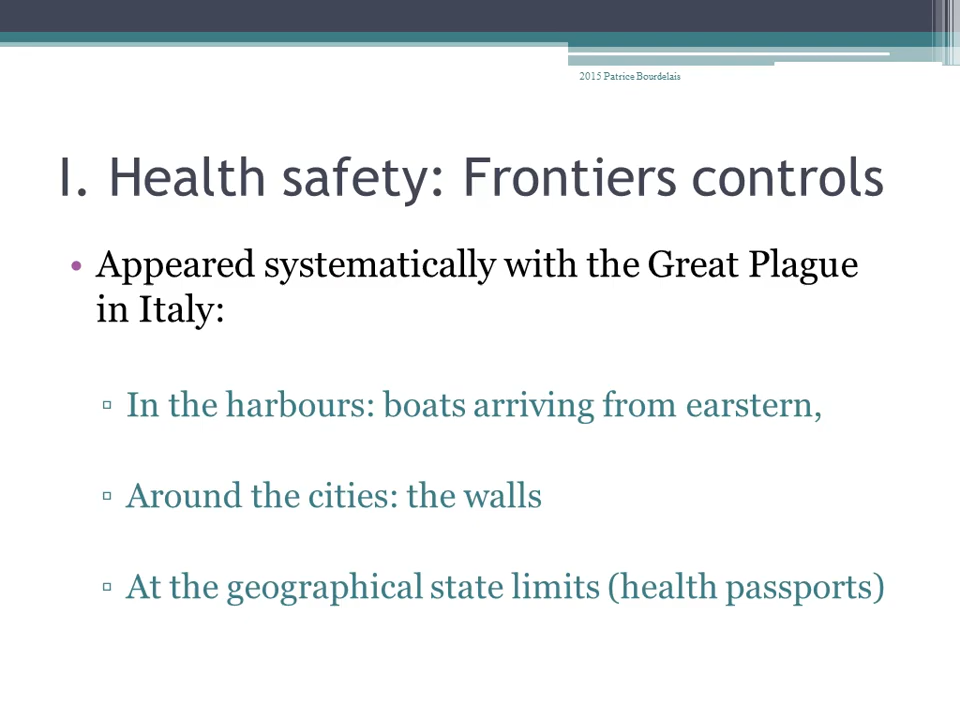 2015 Patrice Bourdelais
I. Health safety: Frontiers controls
• Appeared systematically with the Great Plague
in Italy:
▫ In the harbours: boats arriving from earstern,
▫ Around the cities: the walls
▫ At the geographical state limits (health passports)